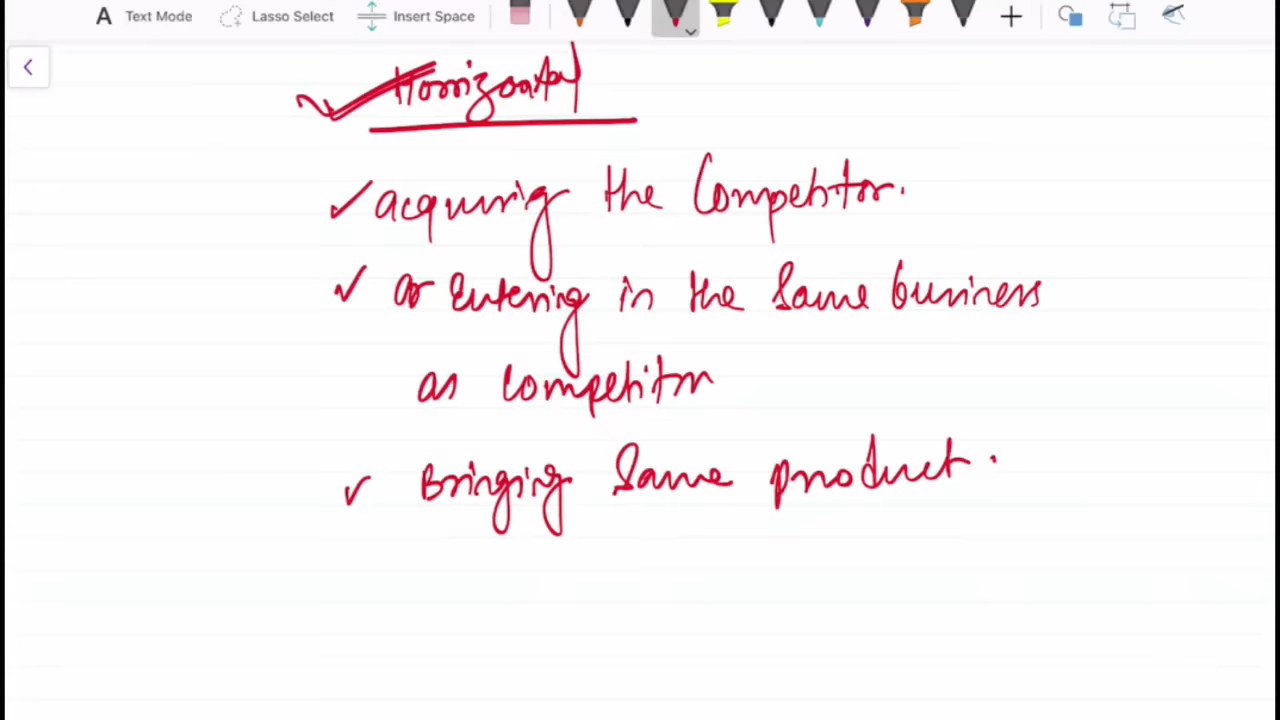 Text Mode Lasso Select Insert Space
Horrizontal
acquiring the Competitor.
or Entering in the Same business
as competitor
Bringing Same product.